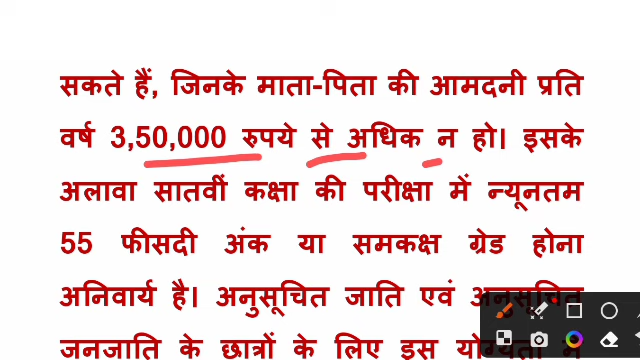 सकते हैं, जिनके माता-पिता की आमदनी प्रति
वर्ष 3,50,000 रुपये से अधिक न हो। इसके
अलावा सातवीं कक्षा की परीक्षा में न्यूनतम
55 फीसदी अंक या समकक्ष ग्रेड होना
अनिवार्य है। अनुसूचित जाति एवं अनुसूचित
जनजाति के छात्रों के लिए इस